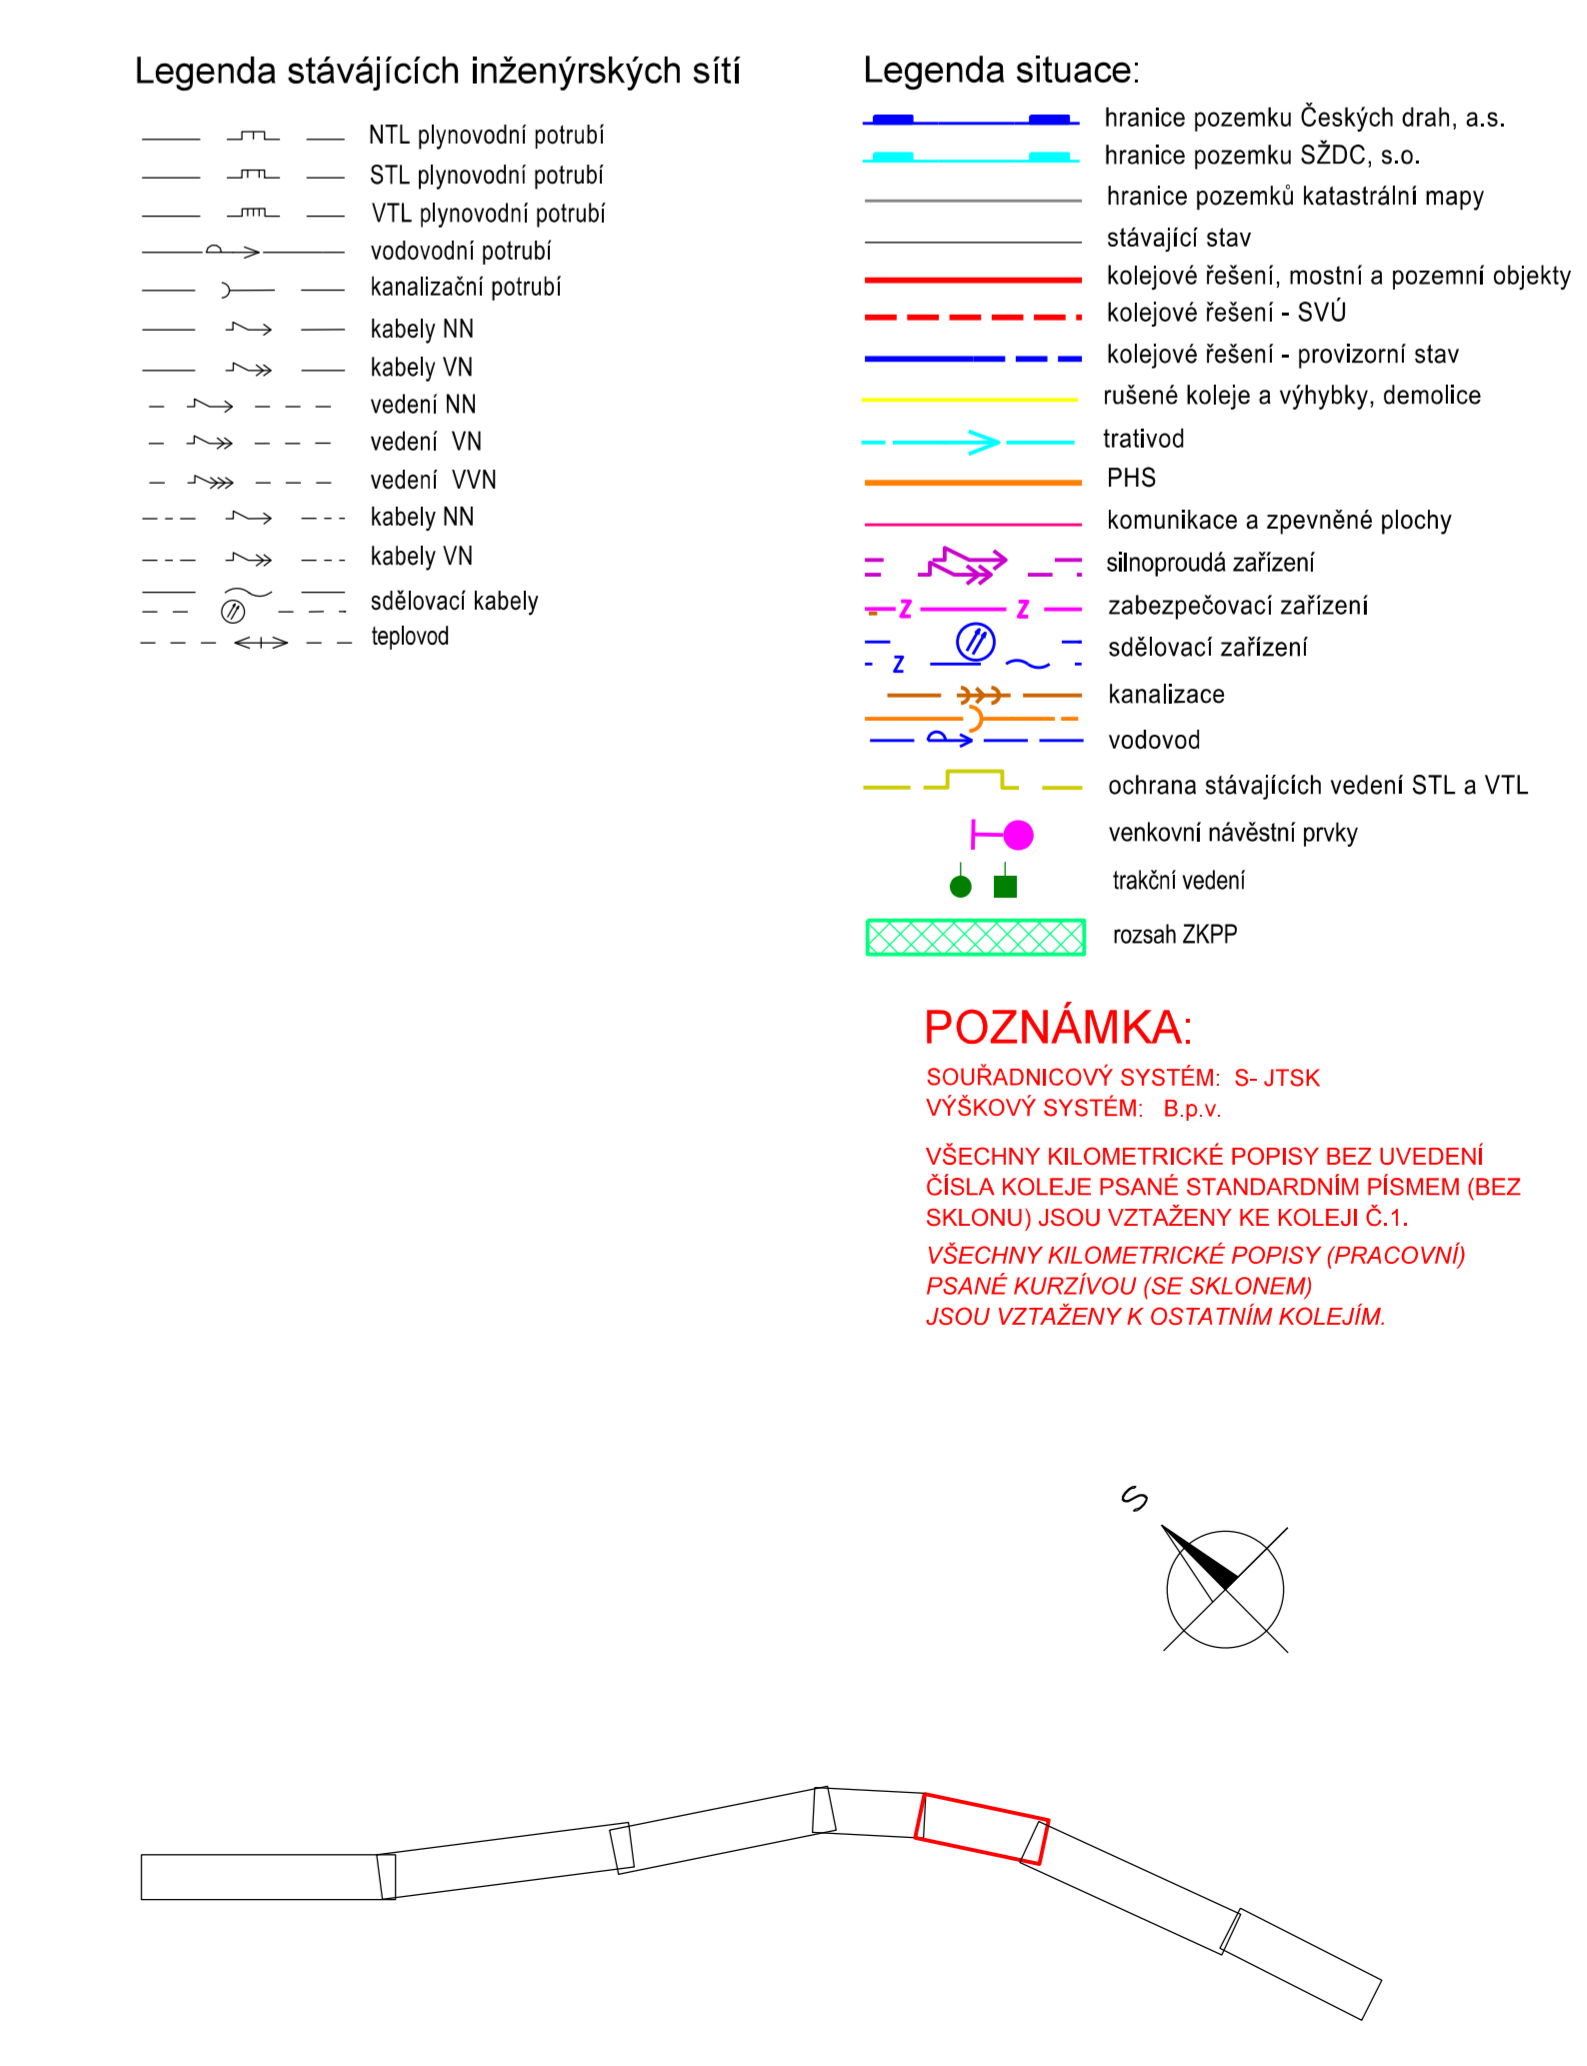 Legenda stávájících inženýrských sítí
NTL plynovodní potrubí
STL plynovodní potrubí
VTL plynovodní potrubí
vodovodní potrubí
kanalizační potrubí
kabely NN
kabely VN
vedení NN
vedení VN
vedení VVN
kabely NN
kabely VN
sdělovací kabely
teplovod
Legenda situace:
hranice pozemku Českých drah, a.s.
hranice pozemku SŽDC, s.o.
hranice pozemků katastrální mapy
stávající stav
kolejové řešení, mostní a pozemní objekty
kolejové řešení - SVÚ
kolejové řešení - provizorní stav
rušené koleje a výhybky, demolice
trativod
PHS
komunikace a zpevněné plochy
silnoproudá zařízení
Z Z zabezpečovací zařízení
sdělovací zařízení
Z
kanalizace
vodovod
ochrana stávajících vedení STL a VTL
venkovní návěstní prvky
trakční vedení
rozsah ZKPP
POZNÁMKA:
SOUŘADNICOVÝ SYSTÉM: S- JTSK
VÝŠKOVÝ SYSTÉM: B.p.v.
VŠECHNY KILOMETRICKÉ POPISY BEZ UVEDENÍ
ČÍSLA KOLEJE PSANÉ STANDARDNÍM PÍSMEM (BEZ
SKLONU) JSOU VZTAŽENY KE KOLEJI Č.1.
VŠECHNY KILOMETRICKÉ POPISY (PRACOVNÍ)
PSANÉ KURZÍVOU (SE SKLONEM)
JSOU VZTAŽENY K OSTATNÍM KOLEJÍM.
S